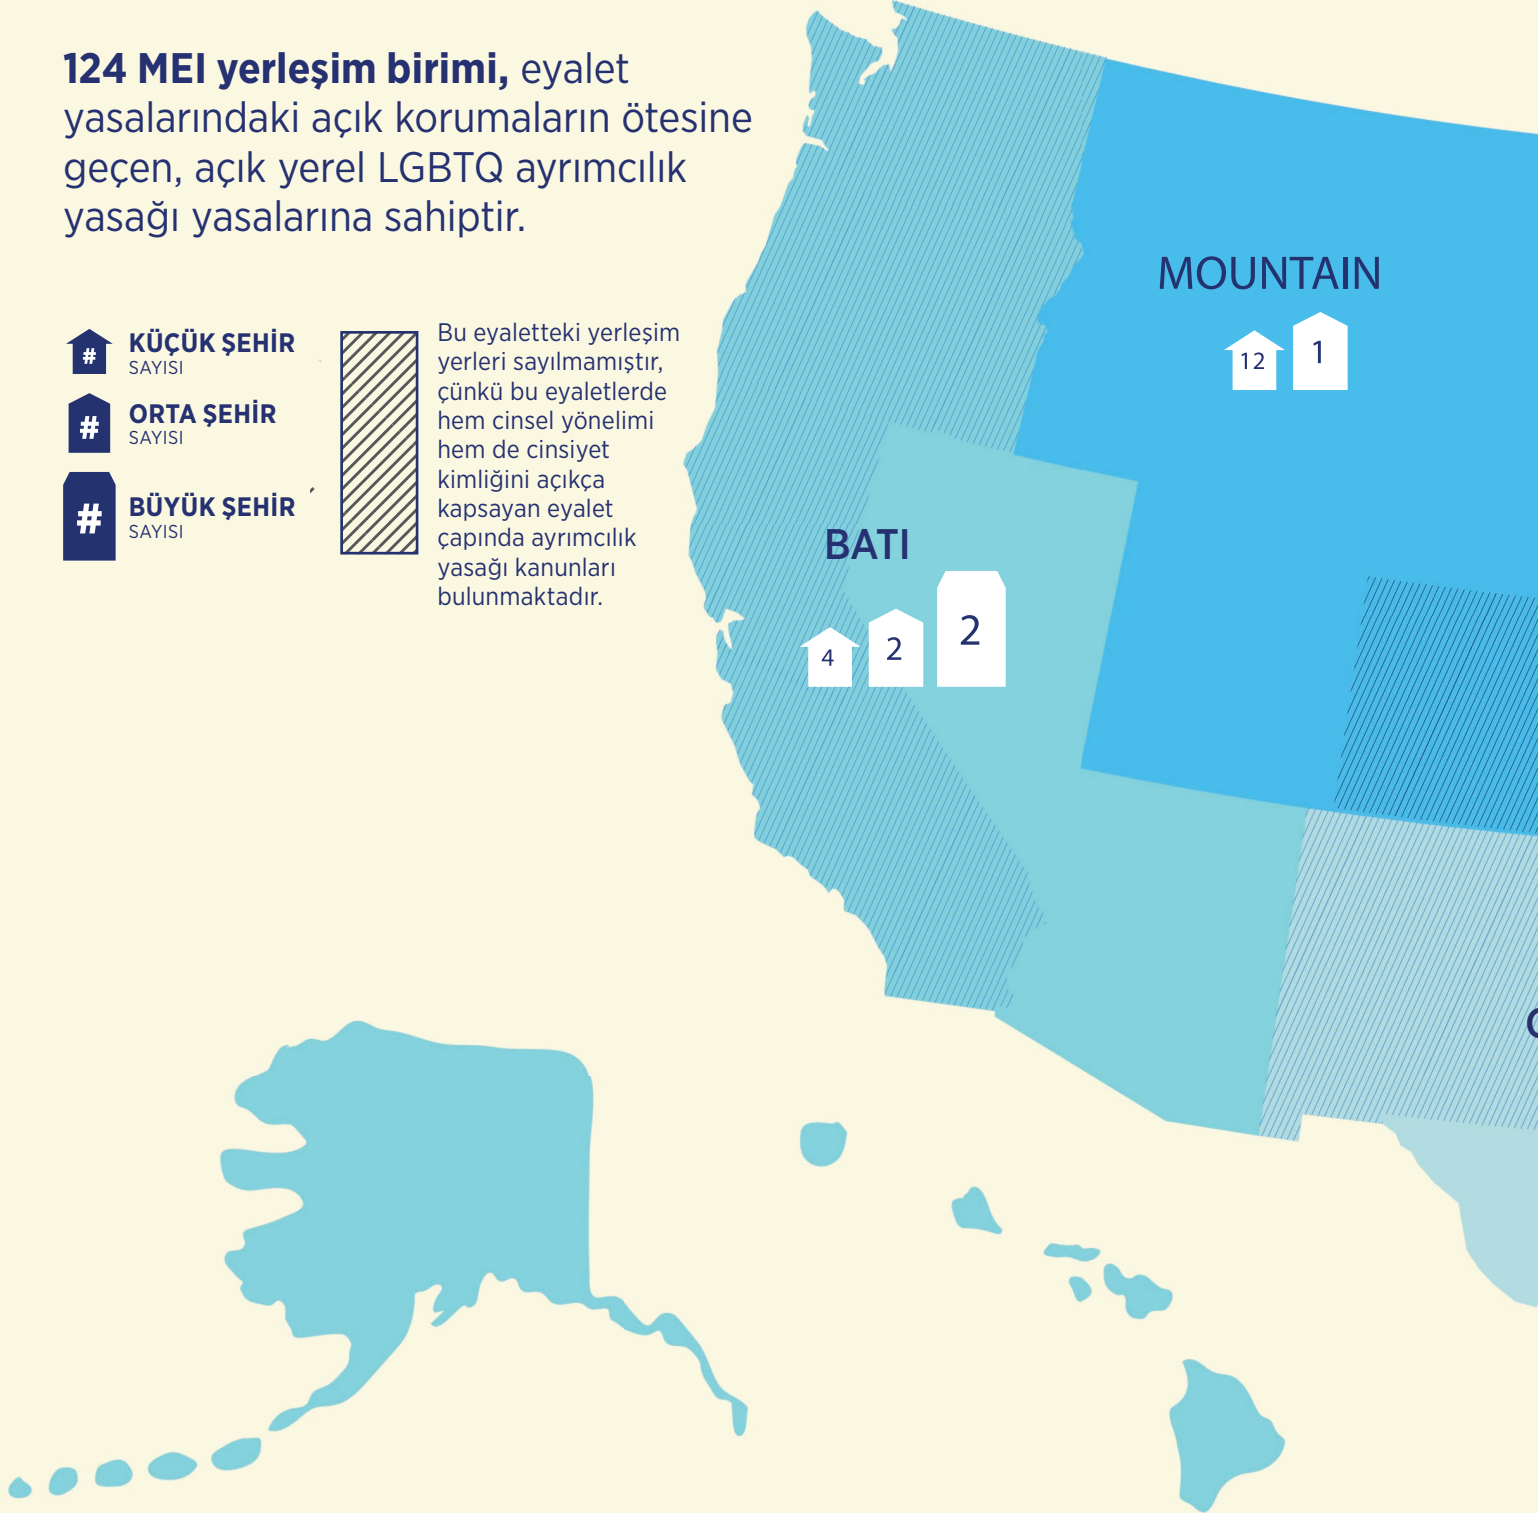 124 MEI yerleşim birimi, eyalet
yasalarındaki açık korumaların ötesine
geçen, açık yerel LGBTQ ayrımcılık
yasağı yasalarına sahiptir.
# KÜÇÜK ŞEHİR
SAYISI
# ORTA ŞEHİR
SAYISI
# BÜYÜK ŞEHİR
SAYISI
Bu eyaletteki yerleşim
yerleri sayılmamıştır,
çünkü bu eyaletlerde
hem cinsel yönelimi
hem de cinsiyet
kimliğini açıkça
kapsayan eyalet
çapında ayrımcılık
yasağı kanunları
bulunmaktadır.
MOUNTAIN
12 1
BATI
4 2 2